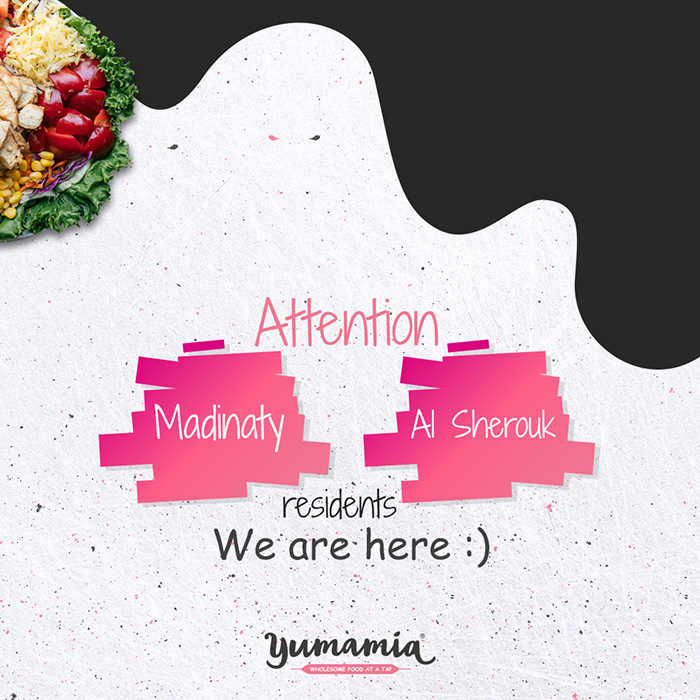 Attention
Madinaty
Al Sherouk
residents
We are here :)
yumamia®
WHOLESOME FOOD AT A TAP